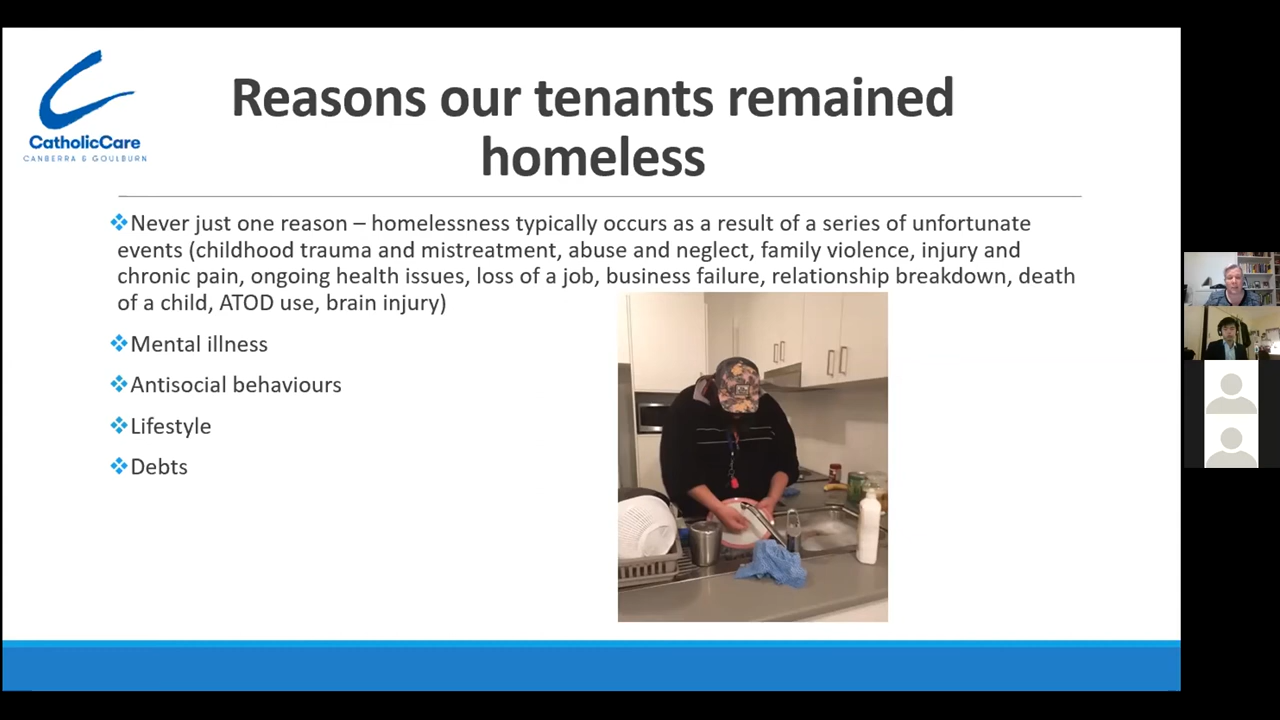 CatholicCare
CANBERRA & GOULBURN
Reasons our tenants remained
homeless
Never just one reason – homelessness typically occurs as a result of a series of unfortunate
events (childhood trauma and mistreatment, abuse and neglect, family violence, injury and
chronic pain, ongoing health issues, loss of a job, business failure, relationship breakdown, death
of a child, ATOD use, brain injury)
Mental illness
Antisocial behaviours
Lifestyle
Debts